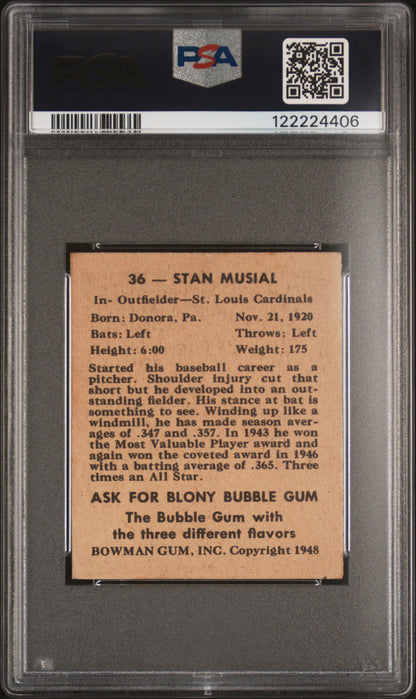 PSA
122224406
36 — STAN MUSIAL
In- Outfielder—St. Louis Cardinals
Born: Donora, Pa. Nov. 21, 1920
Bats: Left Throws: Left
Height: 6:00 Weight: 175
Started his baseball career as a
pitcher. Shoulder injury cut that
short but he developed into an out-
standing fielder. His stance at bat is
something to see. Winding up like a
windmill, he has made season aver-
ages of .347 and .357. In 1943 he won
the Most Valuable Player award and
again won the coveted award in 1946
with a batting average of .365. Three
times an All Star.
ASK FOR BLONY BUBBLE GUM
The Bubble Gum with
the three different flavors
BOWMAN GUM, INC. Copyright 1948